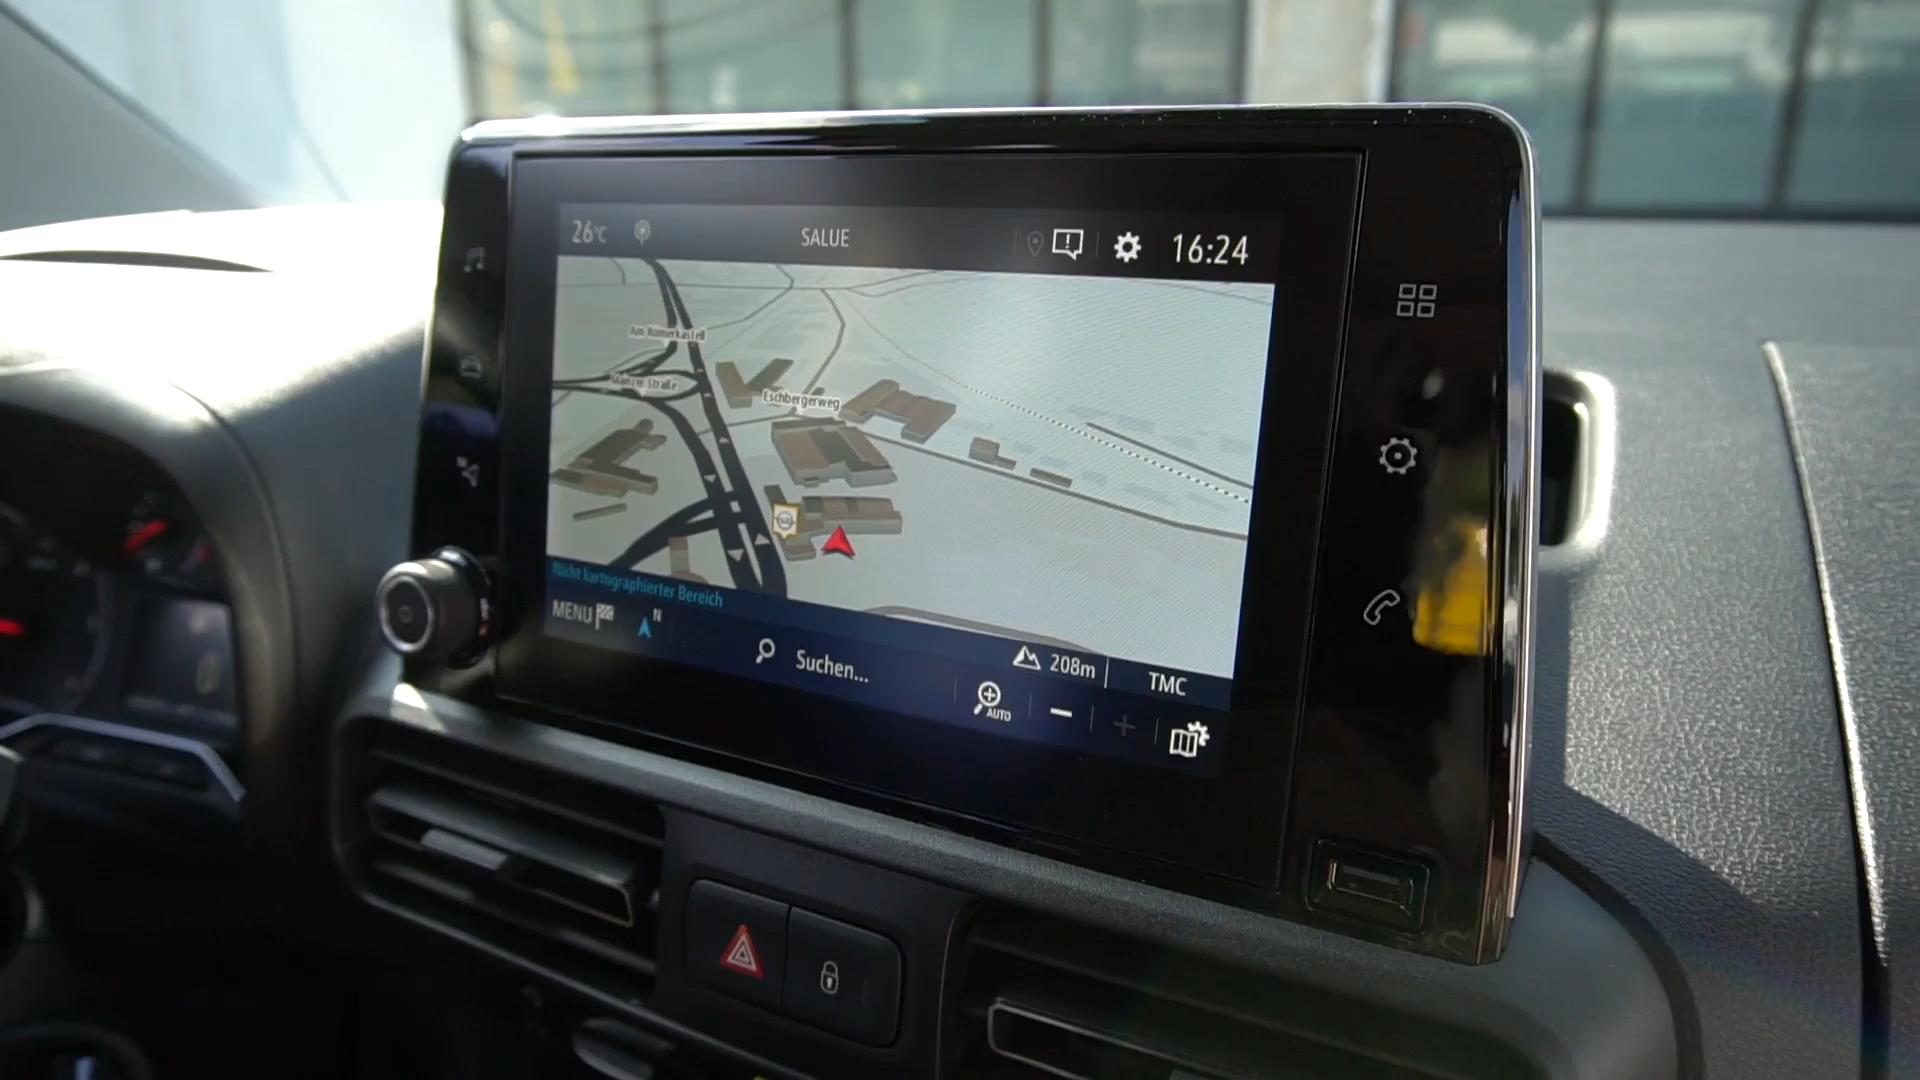 26°C SALUE 16:24
Am Römerkastell
Mainzer Straße
Eschbergerweg
Nicht kartographierter Bereich
MENU N
Suchen... 208m TMC
AUTO